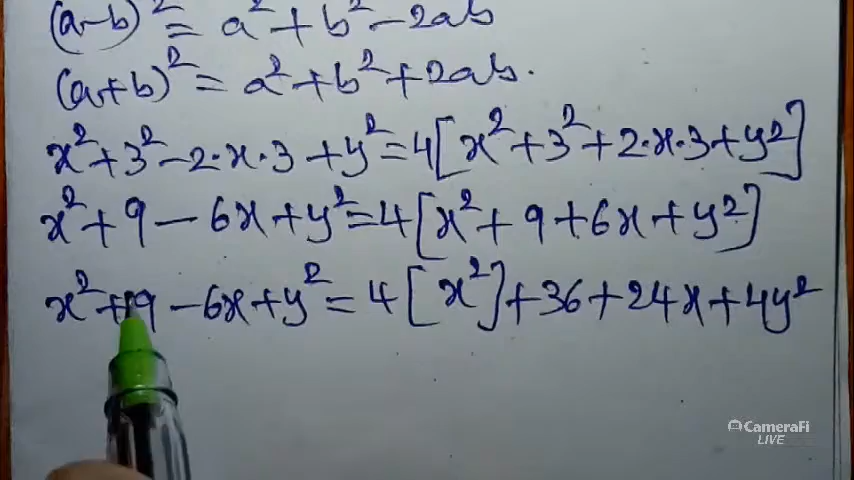 (a-b)² = a² + b² - 2ab
(a+b)² = a² + b² + 2ab.
x² + 3² - 2·x·3 + y² = 4[x² + 3² + 2·x·3 + y²]
x² + 9 - 6x + y² = 4[x² + 9 + 6x + y²]
x² + 9 - 6x + y² = 4[x²] + 36 + 24x + 4y²
CameraFi
LIVE